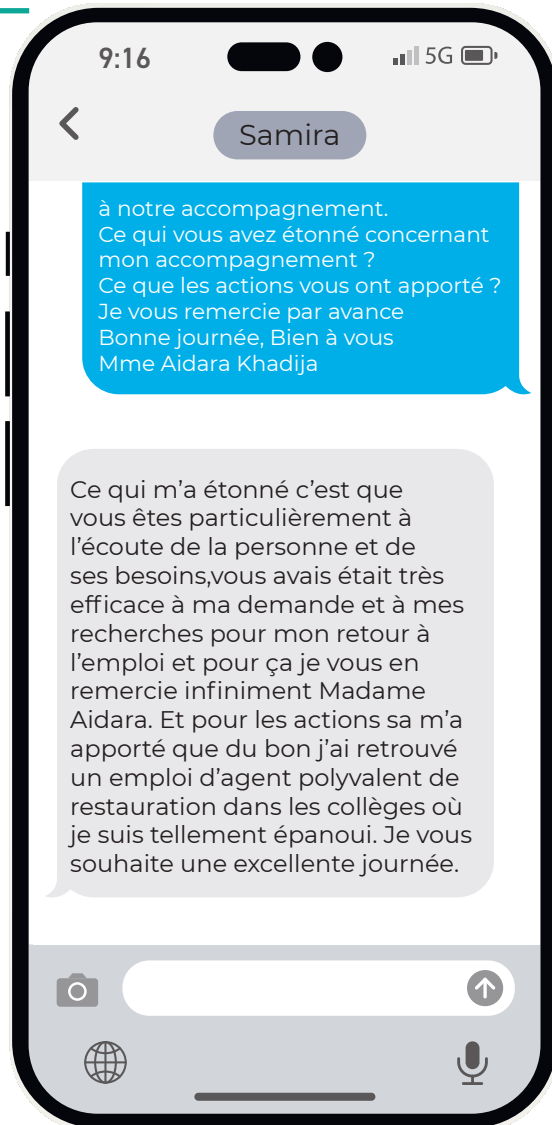 9:16
5G
Samira
à notre accompagnement.
Ce qui vous avez étonné concernant
mon accompagnement ?
Ce que les actions vous ont apporté ?
Je vous remercie par avance
Bonne journée, Bien à vous
Mme Aidara Khadija
Ce qui m’a étonné c’est que
vous êtes particulièrement à
l’écoute de la personne et de
ses besoins,vous avais était très
efficace à ma demande et à mes
recherches pour mon retour à
l’emploi et pour ça je vous en
remercie infiniment Madame
Aidara. Et pour les actions sa m’a
apporté que du bon j’ai retrouvé
un emploi d’agent polyvalent de
restauration dans les collèges où
je suis tellement épanoui. Je vous
souhaite une excellente journée.